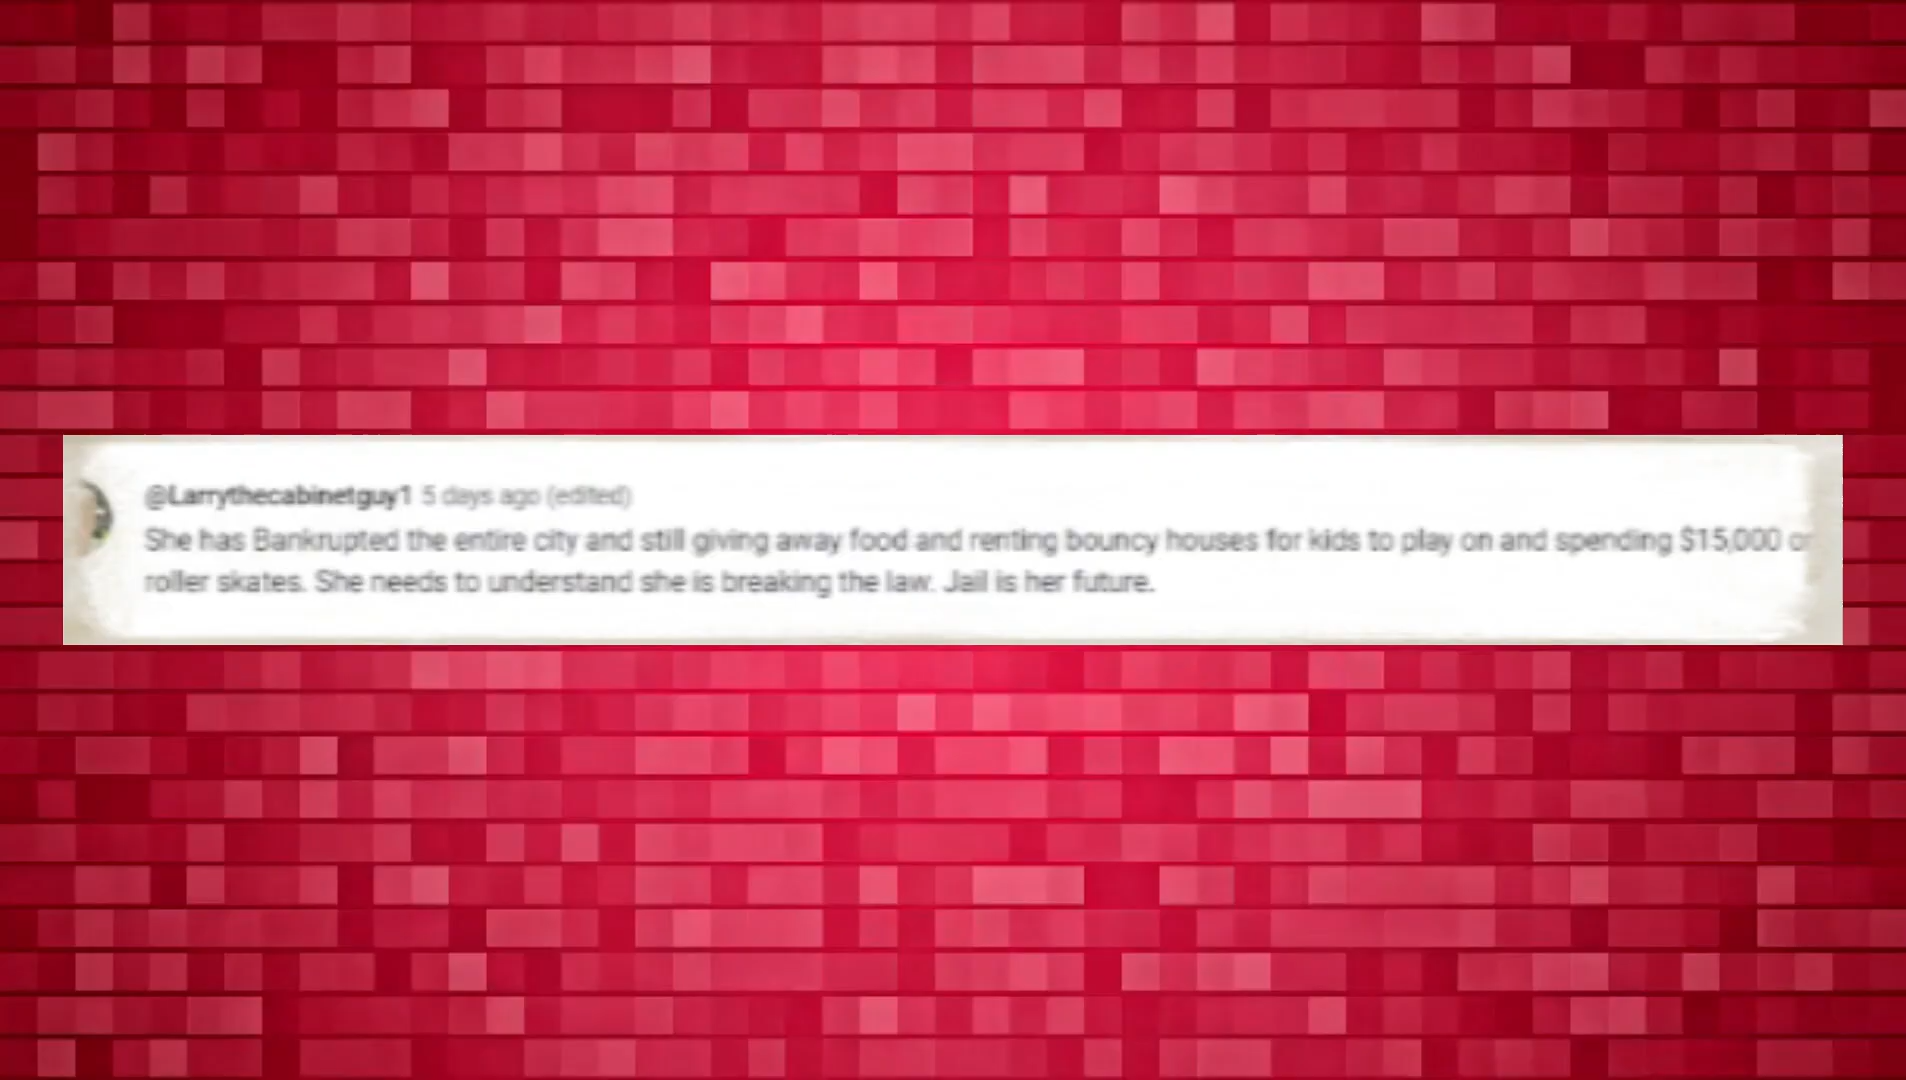 @Larrythecabinetguy1 5 days ago (edited)
She has Bankrupted the entire city and still giving away food and renting bouncy houses for kids to play on and spending $15,000
roller skates. She needs to understand she is breaking the law. Jail is her future.